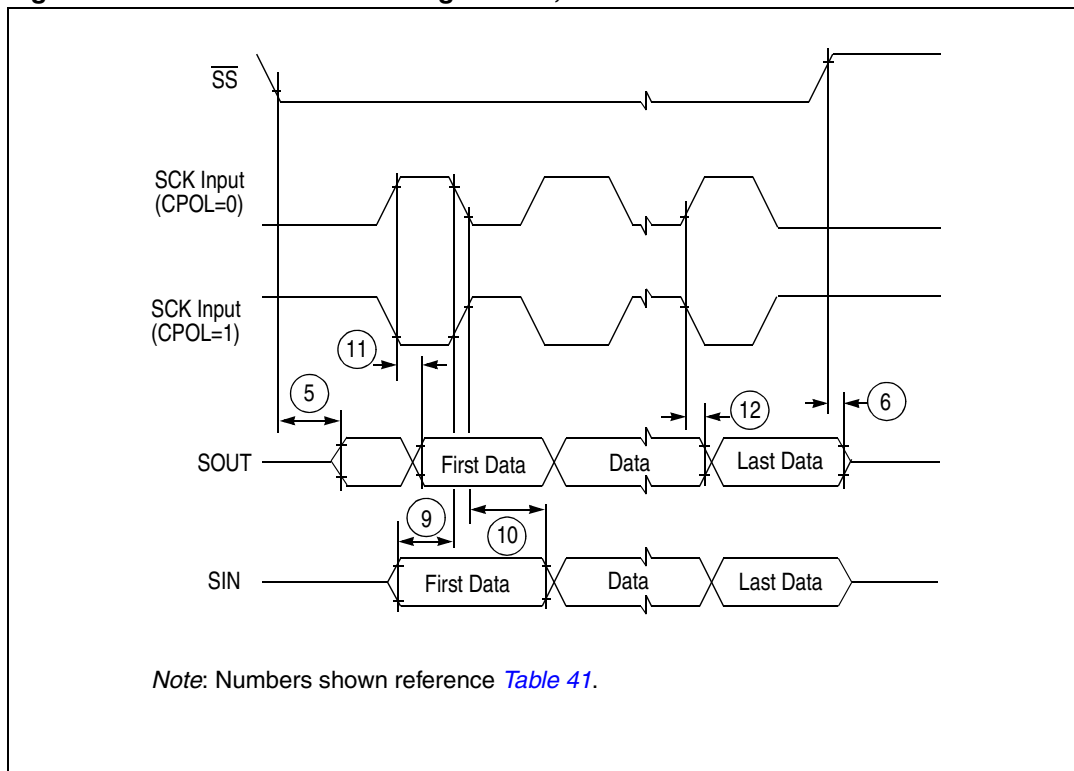 SS
SCK Input
(CPOL=0)
SCK Input
(CPOL=1)
11
5
12
6
SOUT
First Data
Data
Last Data
9
10
SIN
First Data
Data
Last Data
Note: Numbers shown reference Table 41.